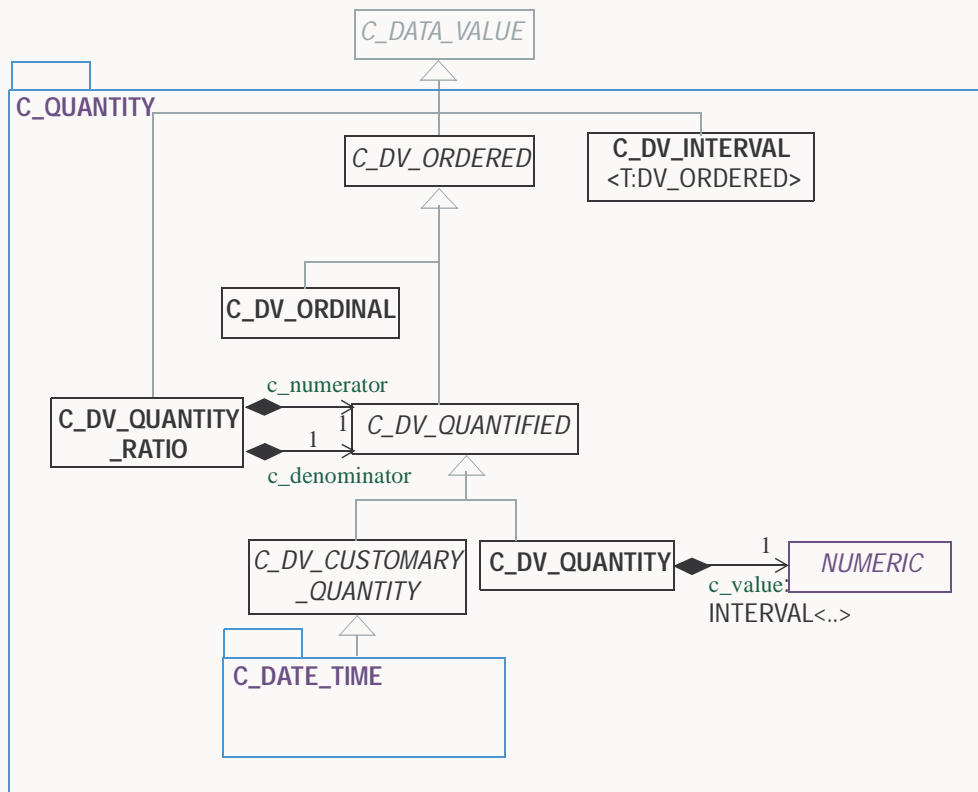 C_DATA_VALUE
C_QUANTITY
C_DV_ORDERED
C_DV_INTERVAL
<T:DV_ORDERED>
C_DV_ORDINAL
c_numerator
1
C_DV_QUANTITY
_RATIO
C_DV_QUANTIFIED
1
c_denominator
C_DV_CUSTOMARY
_QUANTITY
C_DV_QUANTITY
1
NUMERIC
c_value:
INTERVAL<..>
C_DATE_TIME